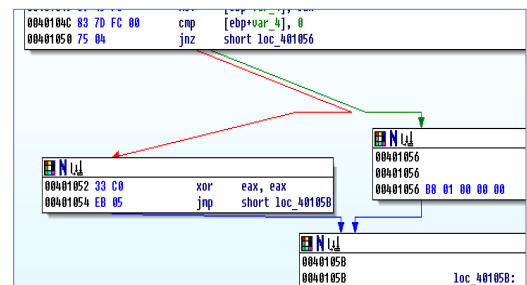 0040104C 83 7D FC 00 cmp [ebp+var_4], 0
00401050 75 04 jnz short loc_401056
00401056
00401056
00401056 B8 01 00 00 00
00401052 33 C0 xor eax, eax
00401054 EB 05 jmp short loc_40105B
0040105B
0040105B loc_40105B: